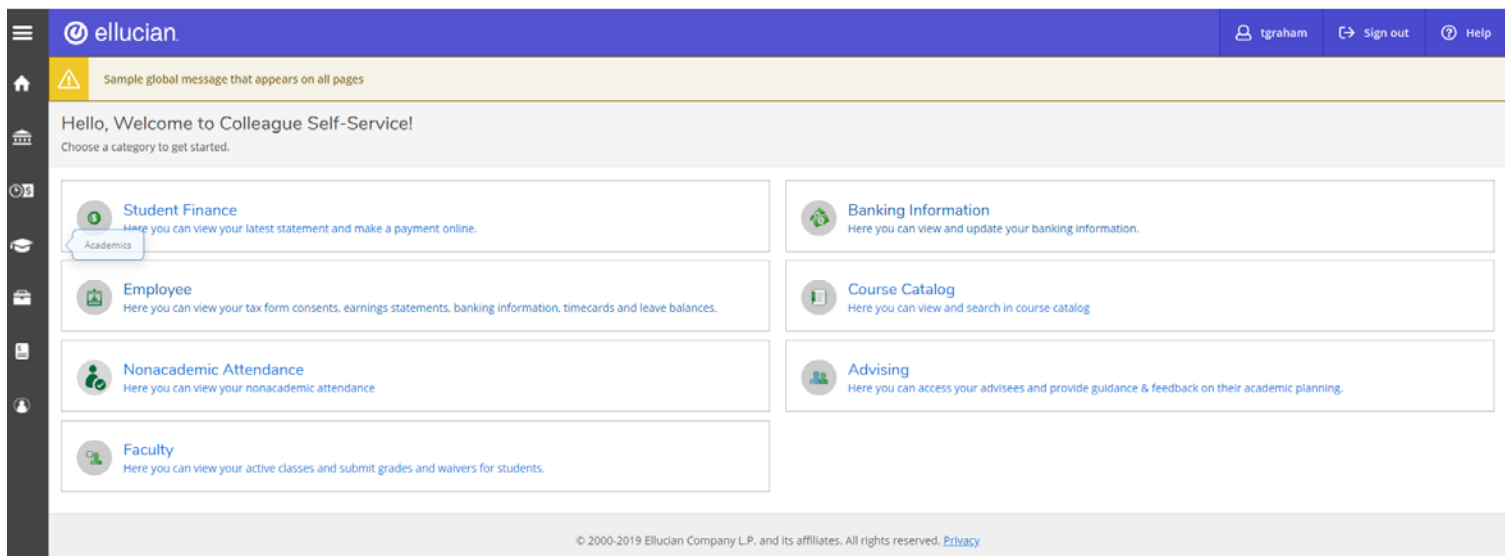 ellucian.
tgraham
Sign out
Help
Sample global message that appears on all pages
Hello, Welcome to Colleague Self-Service!
Choose a category to get started.
Student Finance
Here you can view your latest statement and make a payment online.
Academics
Banking Information
Here you can view and update your banking information.
Employee
Here you can view your tax form consents, earnings statements, banking information, timecards and leave balances.
Course Catalog
Here you can view and search in course catalog
Nonacademic Attendance
Here you can view your nonacademic attendance
Advising
Here you can access your advisees and provide guidance & feedback on their academic planning.
Faculty
Here you can view your active classes and submit grades and waivers for students.
© 2000-2019 Ellucian Company L.P. and its affiliates. All rights reserved. Privacy